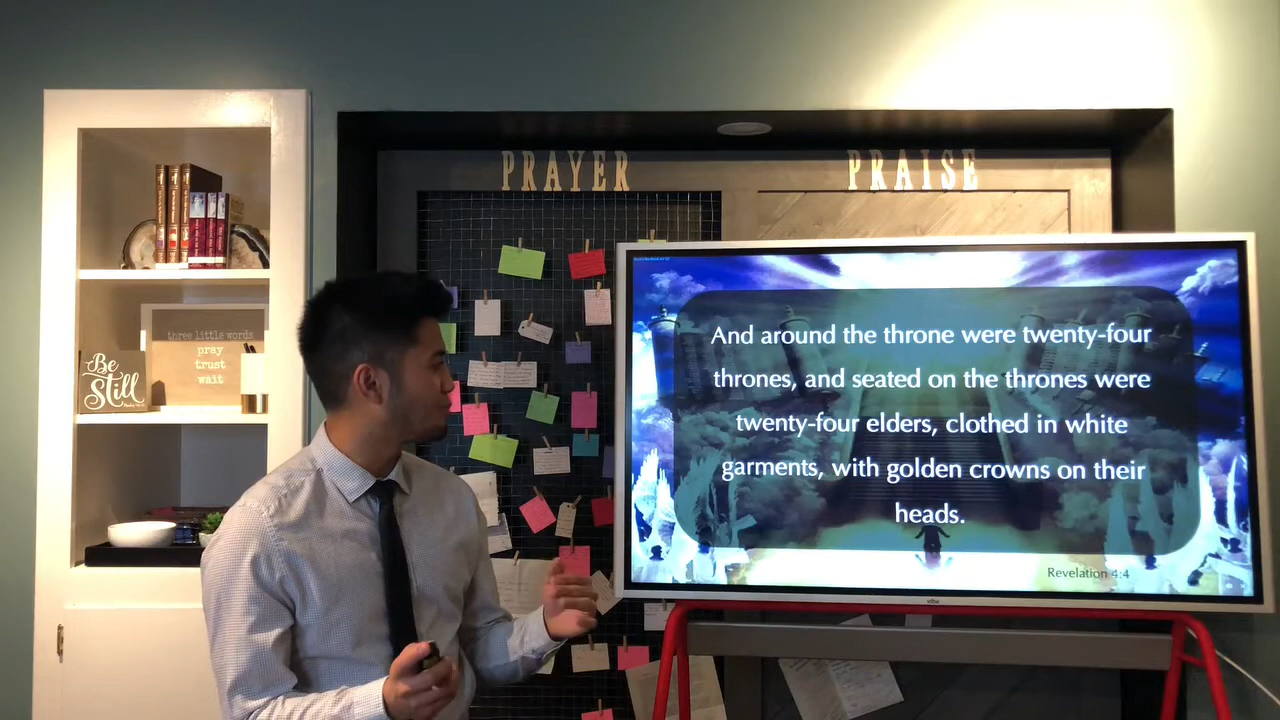 PRAYER
PRAISE
three little words
pray
trust
wait
Be
Still
And around the throne were twenty-four
thrones, and seated on the thrones were
twenty-four elders, clothed in white
garments, with golden crowns on their
heads.
Revelation 4:4
vibe